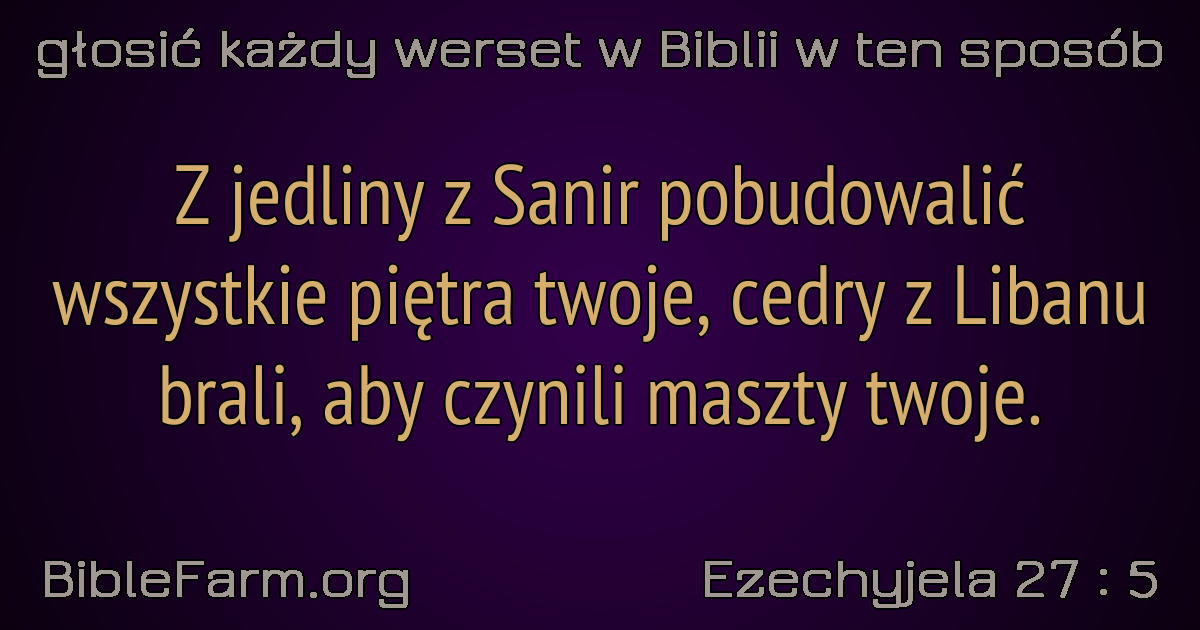 głosić każdy werset w Biblii w ten sposób
Z jedliny z Sanir pobudowalić
wszystkie piętra twoje, cedry z Libanu
brali, aby czynili maszty twoje.
BibleFarm.org
Ezechyjela 27 : 5